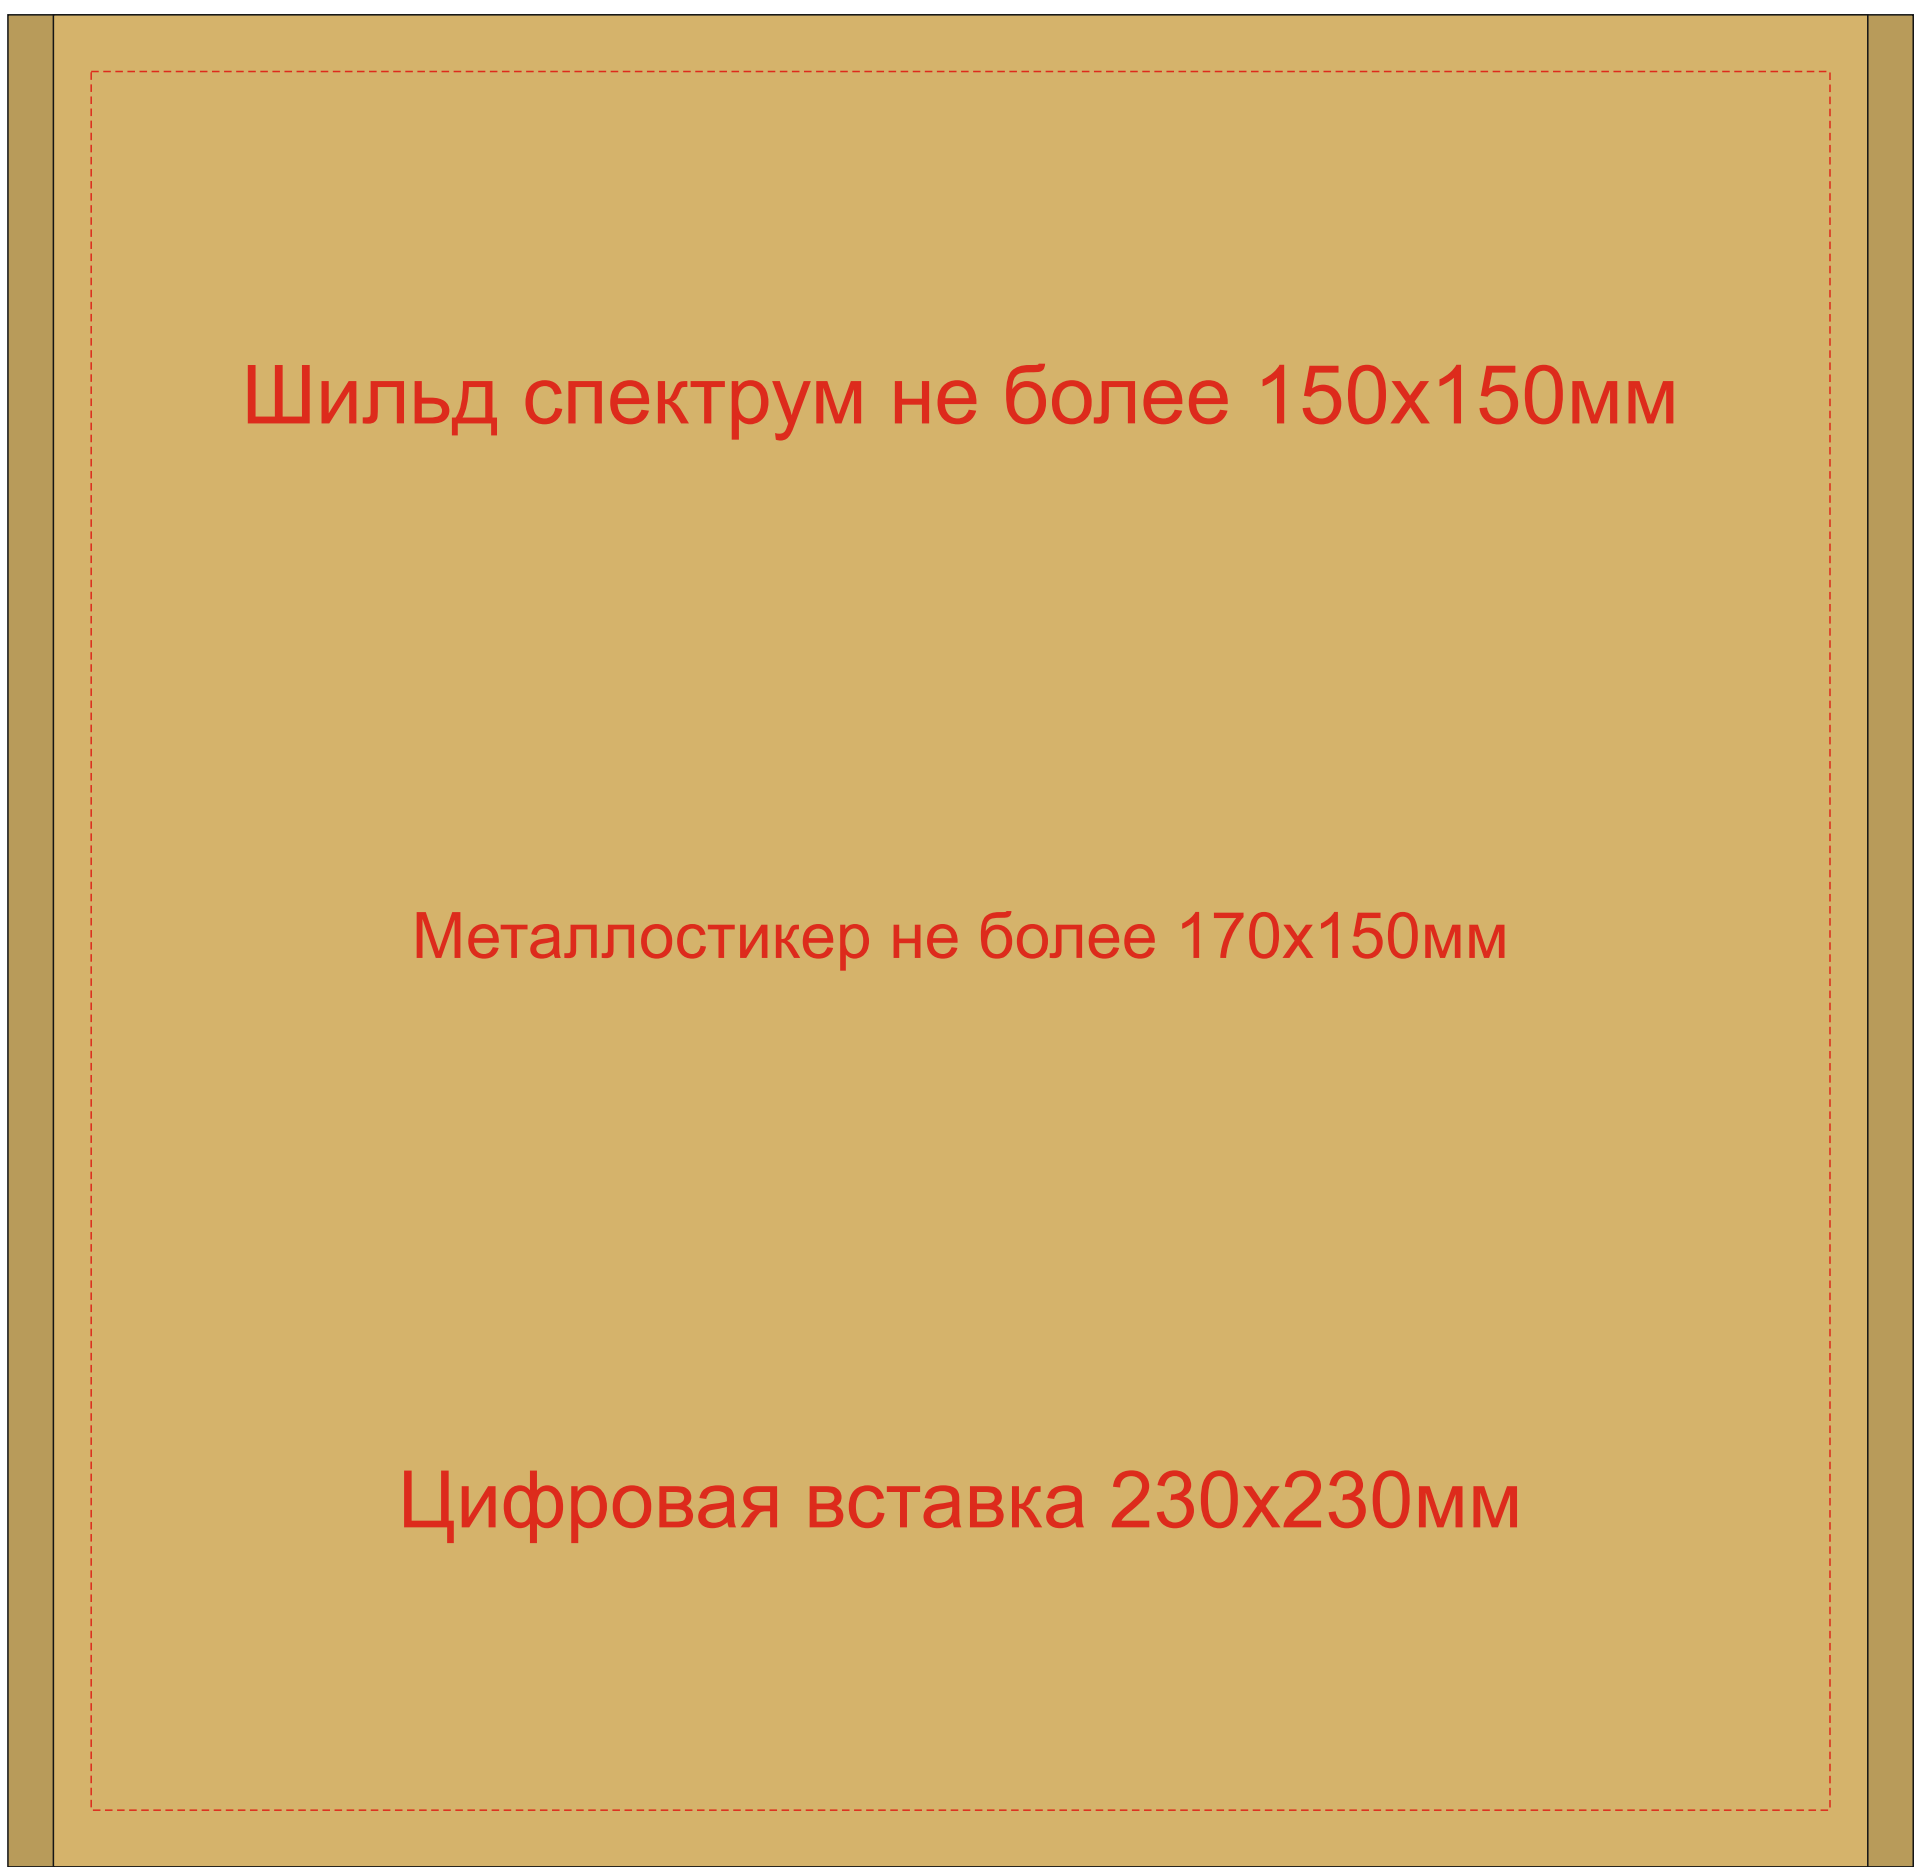 Шильд спектрум не более 150х150мм
Металлостикер не более 170х150мм
Цифровая вставка 230х230мм